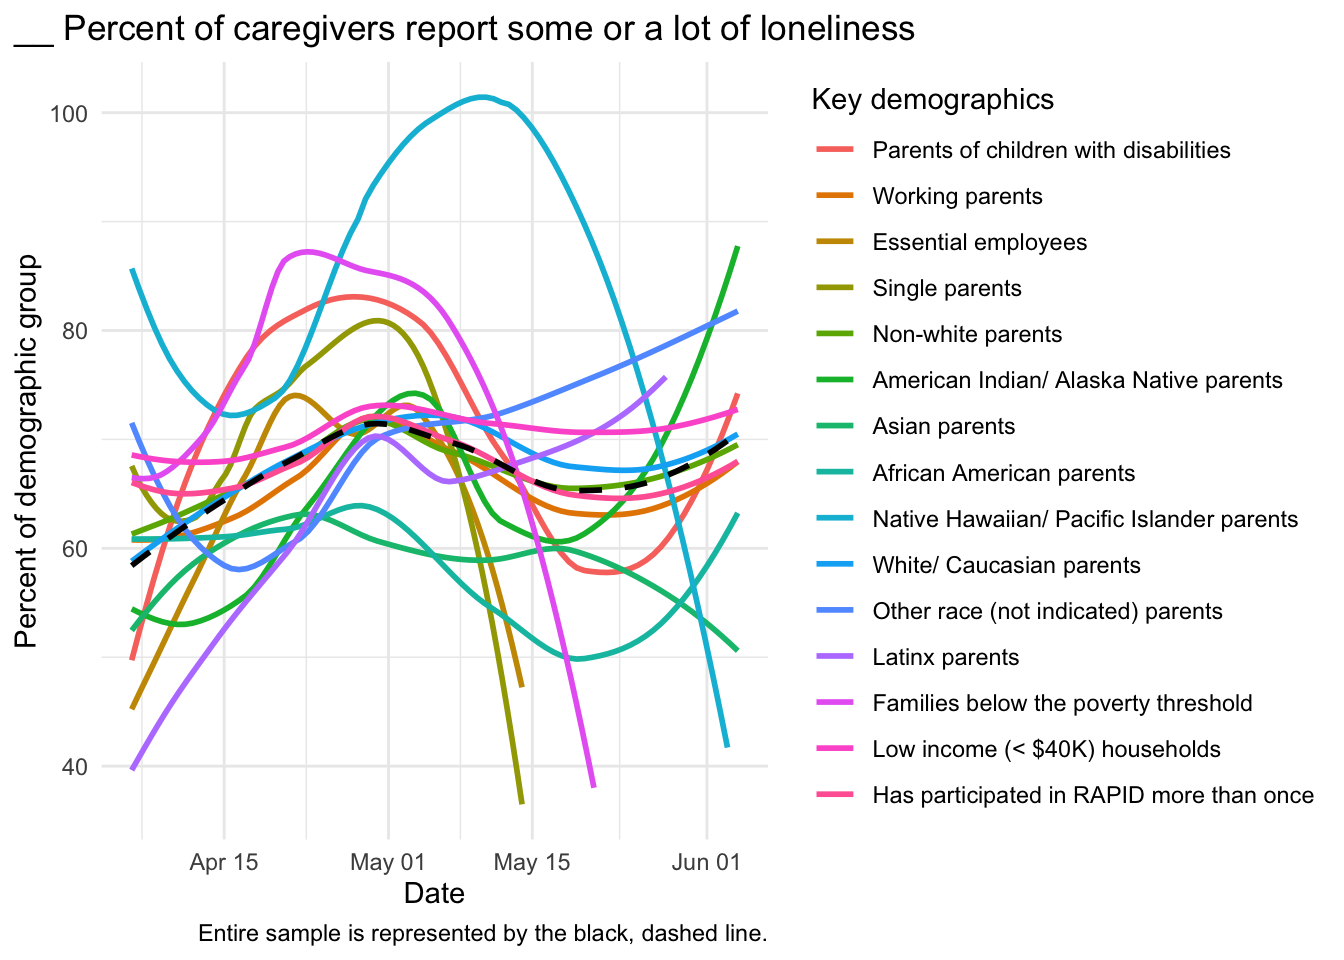 __ Percent of caregivers report some or a lot of loneliness
Percent of demographic group
100
80
60
40
Apr 15
May 01
May 15
Jun 01
Date
Entire sample is represented by the black, dashed line.
Key demographics
Parents of children with disabilities
Working parents
Essential employees
Single parents
Non-white parents
American Indian/ Alaska Native parents
Asian parents
African American parents
Native Hawaiian/ Pacific Islander parents
White/ Caucasian parents
Other race (not indicated) parents
Latinx parents
Families below the poverty threshold
Low income (< $40K) households
Has participated in RAPID more than once